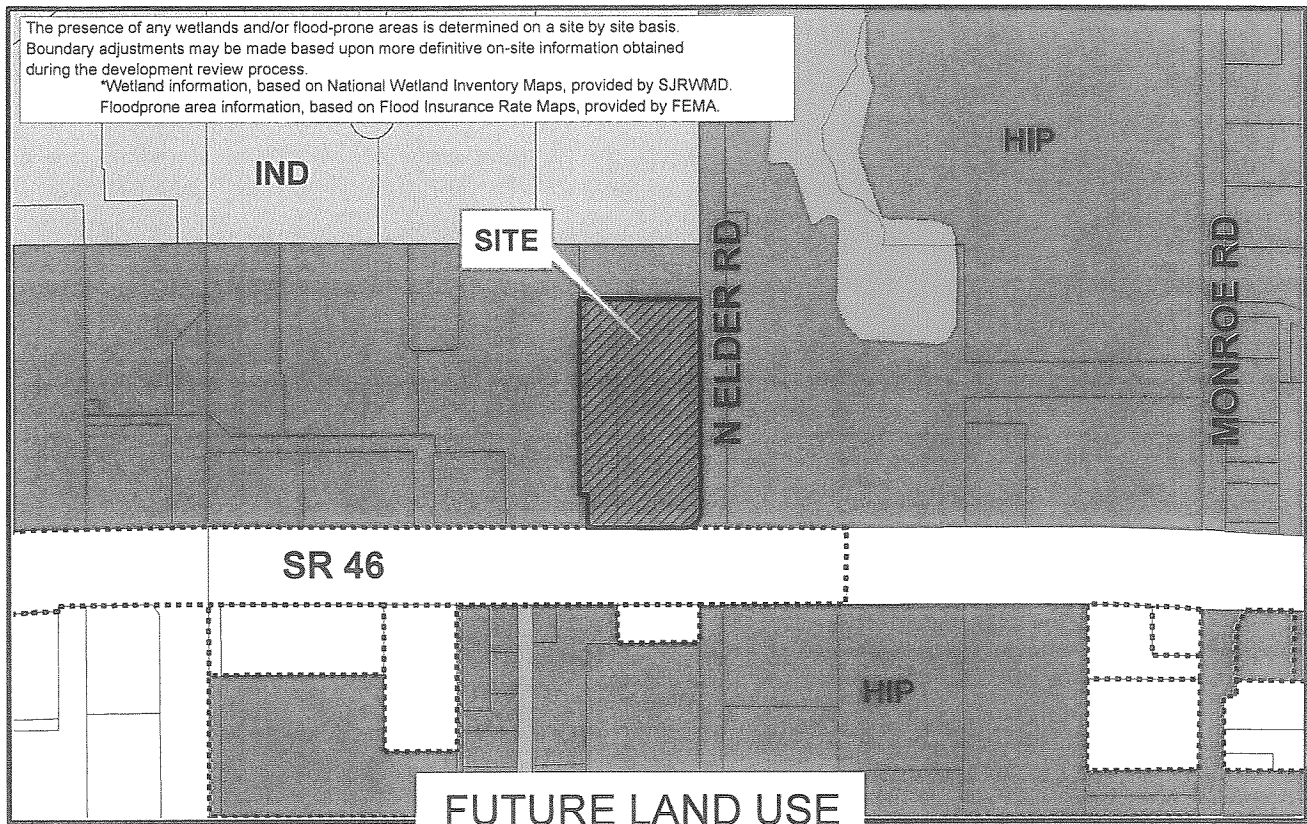 The presence of any wetlands and/or flood-prone areas is determined on a site by site basis.
Boundary adjustments may be made based upon more definitive on-site information obtained
during the development review process.
*Wetland information, based on National Wetland Inventory Maps, provided by SJRWMD.
Floodprone area information, based on Flood Insurance Rate Maps, provided by FEMA.
IND
HIP
SITE
N ELDER RD
MONROE RD
SR 46
HIP
FUTURE LAND USE